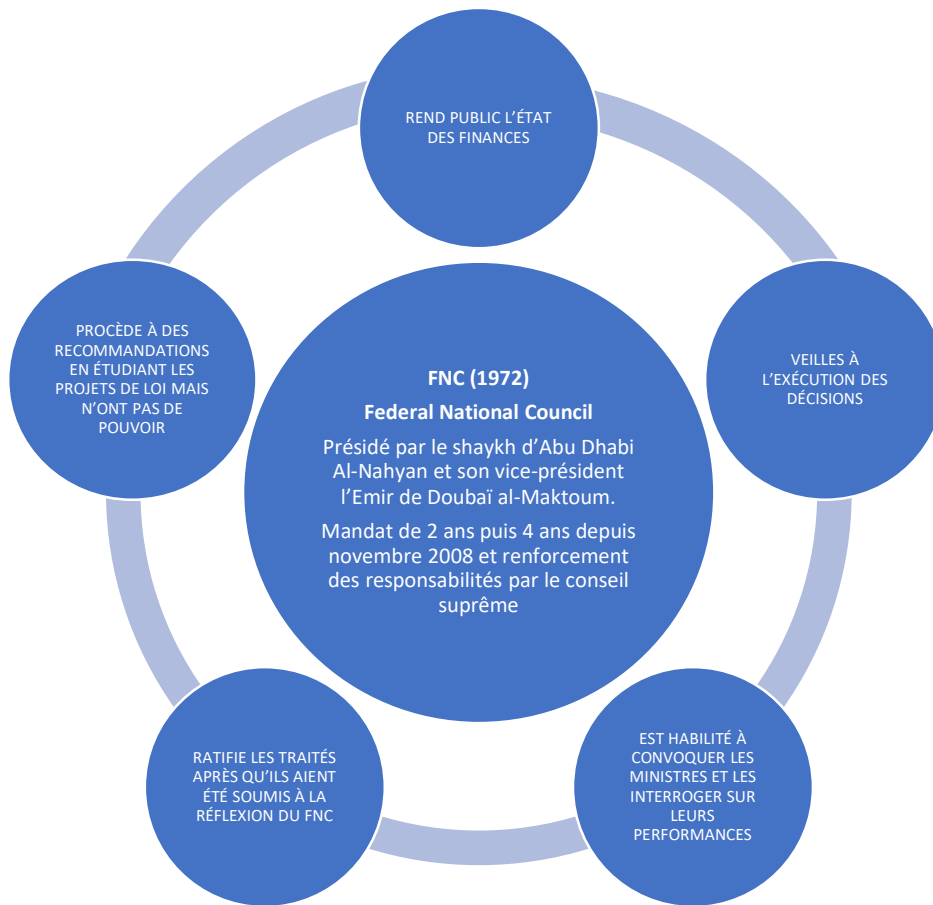 REND PUBLIC L'ÉTAT
DES FINANCES
VEILLES À
L'EXÉCUTION DES
DÉCISIONS
EST HABILITÉ À
CONVOQUER LES
MINISTRES ET LES
INTERROGER SUR
LEURS
PERFORMANCES
RATIFIE LES TRAITÉS
APRÈS QU'ILS AIENT
ÉTÉ SOUMIS À LA
RÉFLEXION DU FNC
PROCÈDE À DES
RECOMMANDATIONS
EN ÉTUDIANT LES
PROJETS DE LOI MAIS
N'ONT PAS DE
POUVOIR
FNC (1972)
Federal National Council
Présidé par le shaykh d'Abu Dhabi
Al-Nahyan et son vice-président
l'Emir de Doubaï al-Maktoum.
Mandat de 2 ans puis 4 ans depuis
novembre 2008 et renforcement
des responsabilités par le conseil
suprême